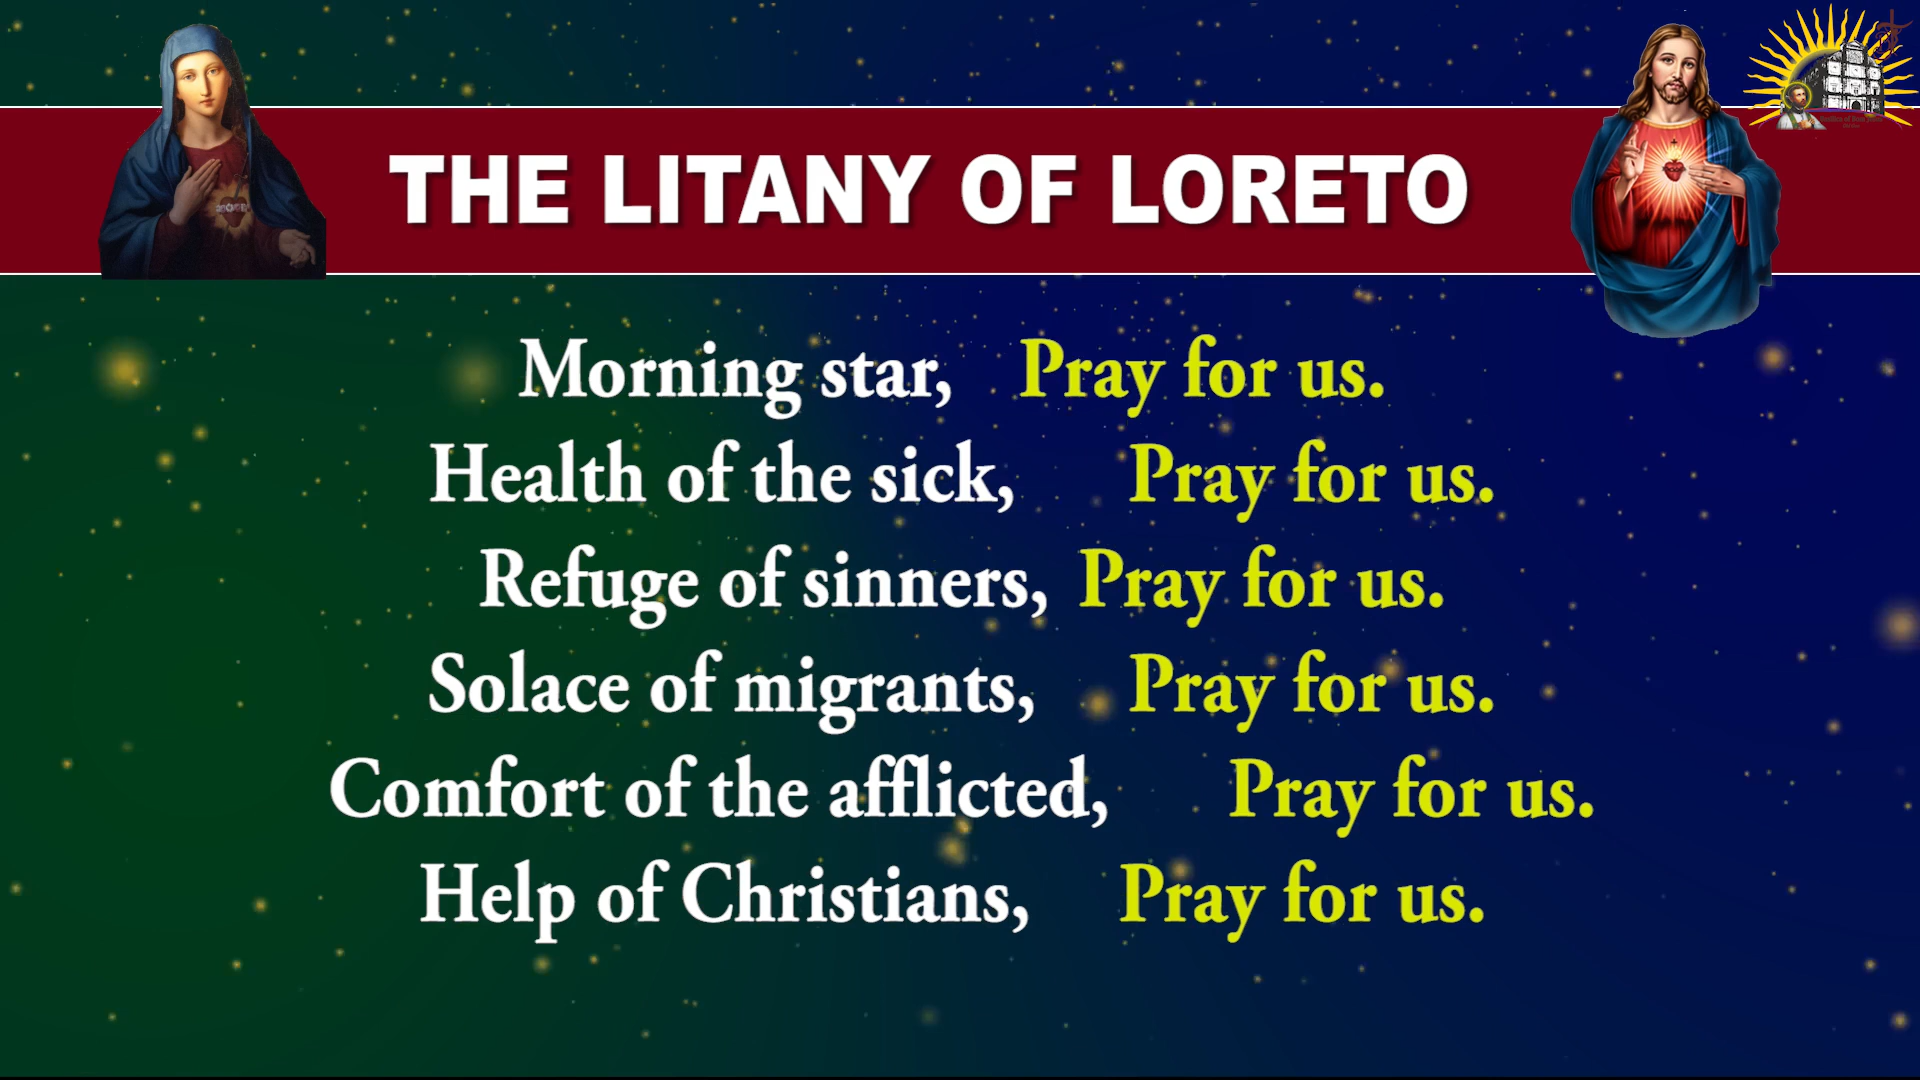 THE LITANY OF LORETO
Morning star, Pray for us.
Health of the sick, Pray for us.
Refuge of sinners, Pray for us.
Solace of migrants, Pray for us.
Comfort of the afflicted, Pray for us.
Help of Christians, Pray for us.